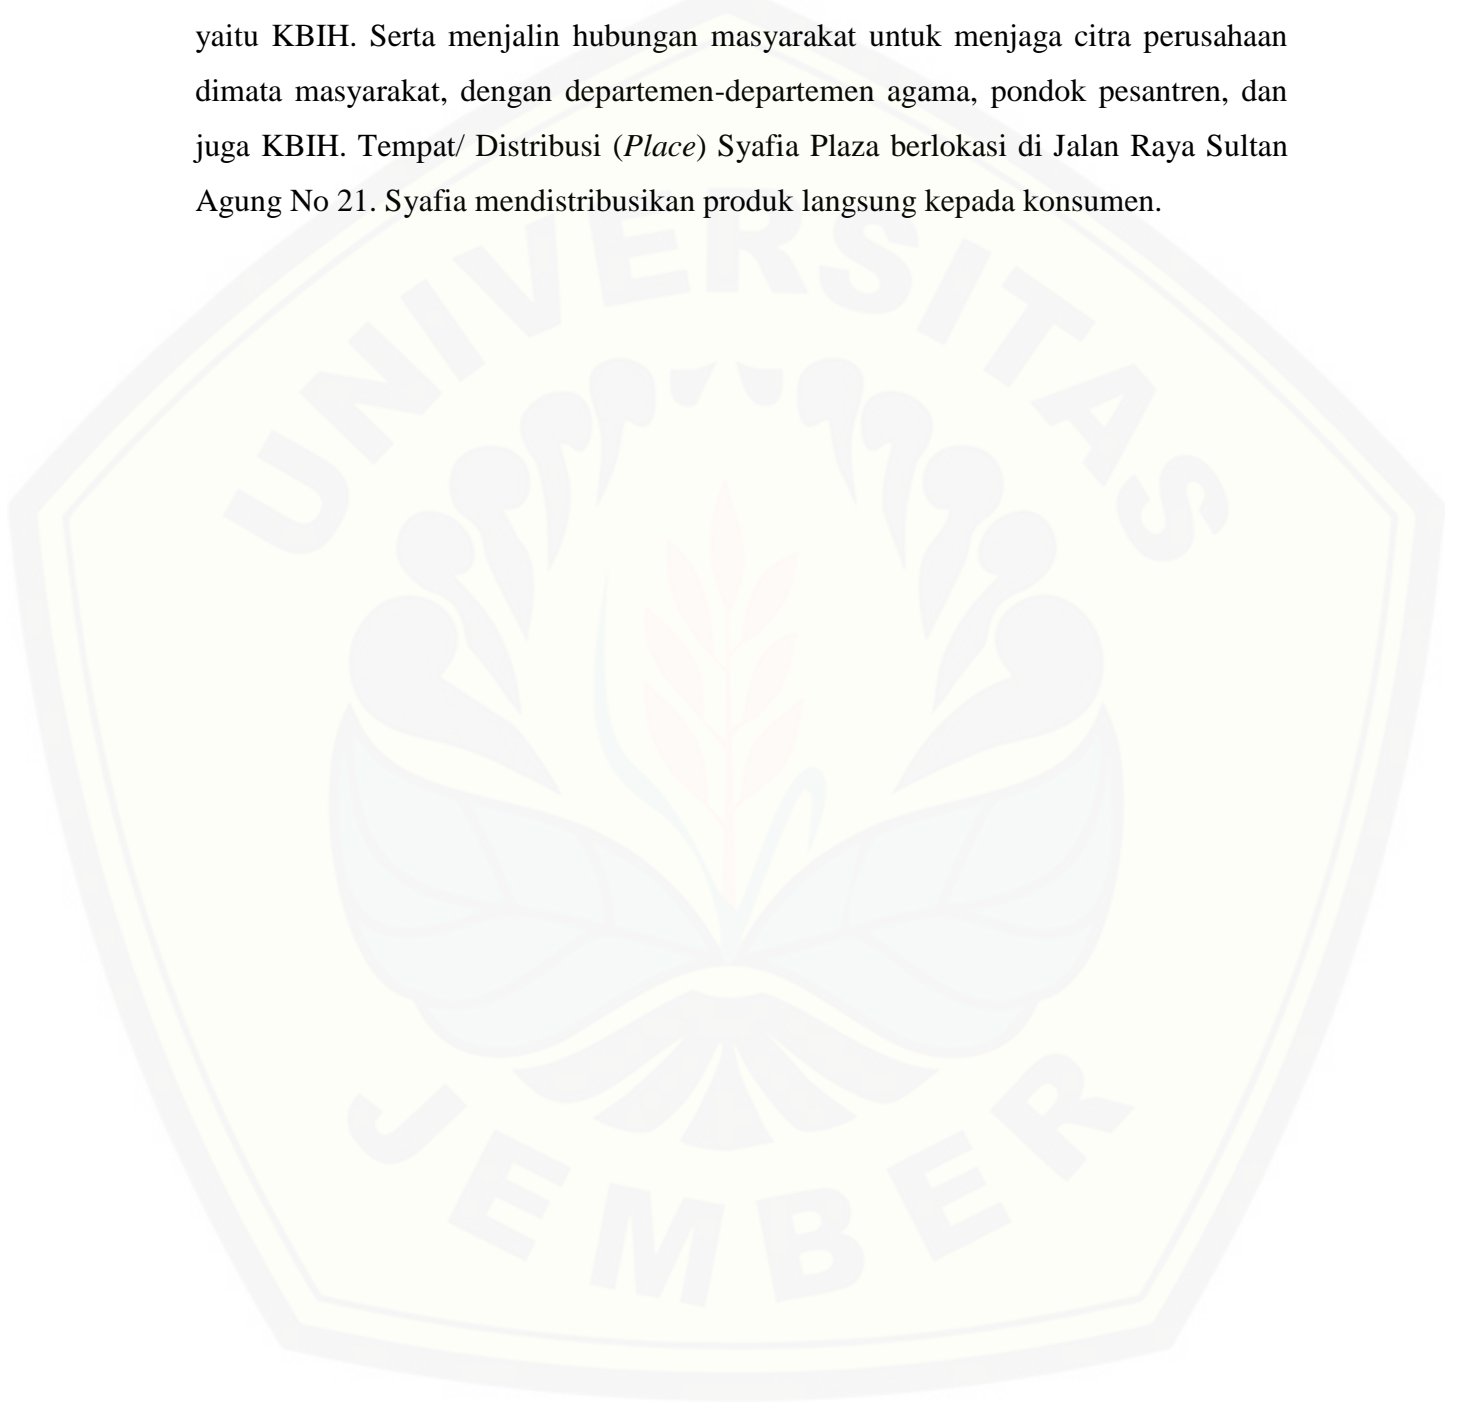 yaitu KBIH. Serta menjalin hubungan masyarakat untuk menjaga citra perusahaan
dimata masyarakat, dengan departemen-departemen agama, pondok pesantren, dan
juga KBIH. Tempat/ Distribusi (Place) Syafia Plaza berlokasi di Jalan Raya Sultan
Agung No 21. Syafia mendistribusikan produk langsung kepada konsumen.
UNIVERSITAS
JEMBER